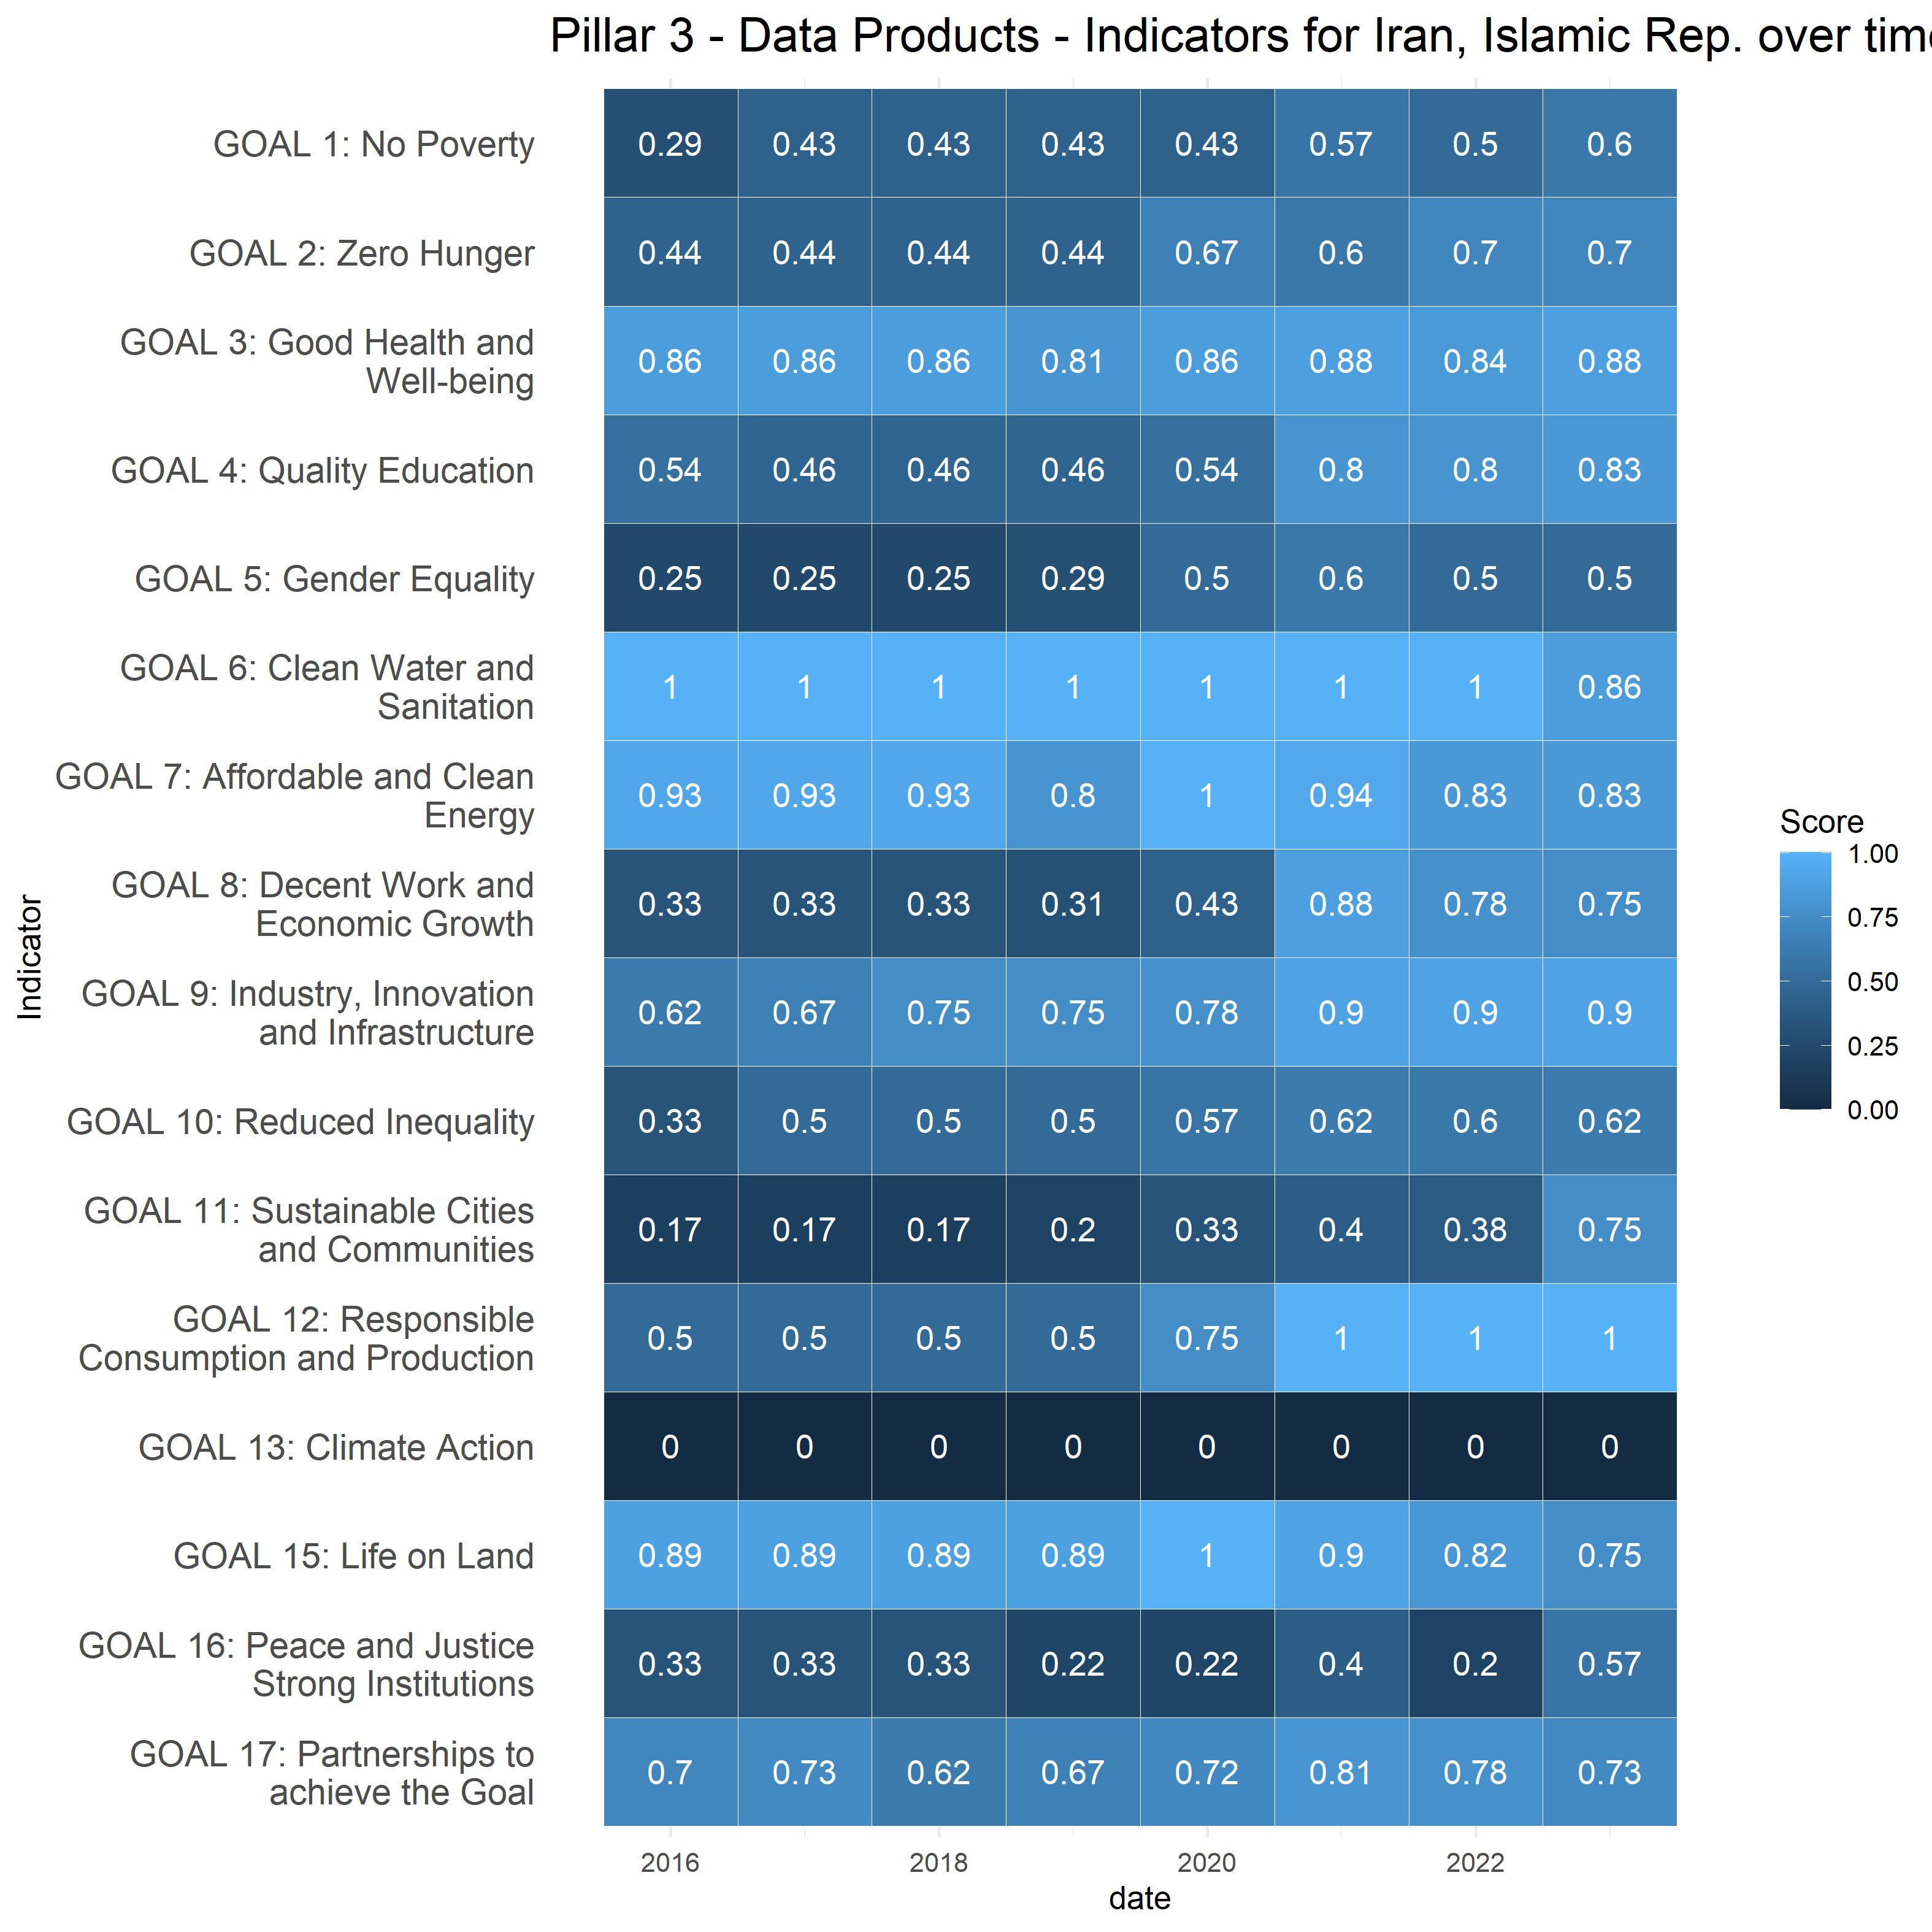 Pillar 3 - Data Products - Indicators for Iran, Islamic Rep. over time
GOAL 1: No Poverty 0.29 0.43 0.43 0.43 0.43 0.57 0.5 0.6
GOAL 2: Zero Hunger 0.44 0.44 0.44 0.44 0.67 0.6 0.7 0.7
GOAL 3: Good Health and
Well-being
0.86 0.86 0.86 0.81 0.86 0.88 0.84 0.88
GOAL 4: Quality Education 0.54 0.46 0.46 0.46 0.54 0.8 0.8 0.83
GOAL 5: Gender Equality 0.25 0.25 0.25 0.29 0.5 0.6 0.5 0.5
GOAL 6: Clean Water and
Sanitation
1 1 1 1 1 1 1 0.86
GOAL 7: Affordable and Clean
Energy
0.93 0.93 0.93 0.8 1 0.94 0.83 0.83
GOAL 8: Decent Work and
Economic Growth
0.33 0.33 0.33 0.31 0.43 0.88 0.78 0.75
GOAL 9: Industry, Innovation
and Infrastructure
0.62 0.67 0.75 0.75 0.78 0.9 0.9 0.9
GOAL 10: Reduced Inequality 0.33 0.5 0.5 0.5 0.57 0.62 0.6 0.62
GOAL 11: Sustainable Cities
and Communities
0.17 0.17 0.17 0.2 0.33 0.4 0.38 0.75
GOAL 12: Responsible
Consumption and Production
0.5 0.5 0.5 0.5 0.75 1 1 1
GOAL 13: Climate Action 0 0 0 0 0 0 0 0
GOAL 15: Life on Land 0.89 0.89 0.89 0.89 1 0.9 0.82 0.75
GOAL 16: Peace and Justice
Strong Institutions
0.33 0.33 0.33 0.22 0.22 0.4 0.2 0.57
GOAL 17: Partnerships to
achieve the Goal
0.7 0.73 0.62 0.67 0.72 0.81 0.78 0.73
2016 2018 2020 2022
date
Indicator
Score
1.00
0.75
0.50
0.25
0.00